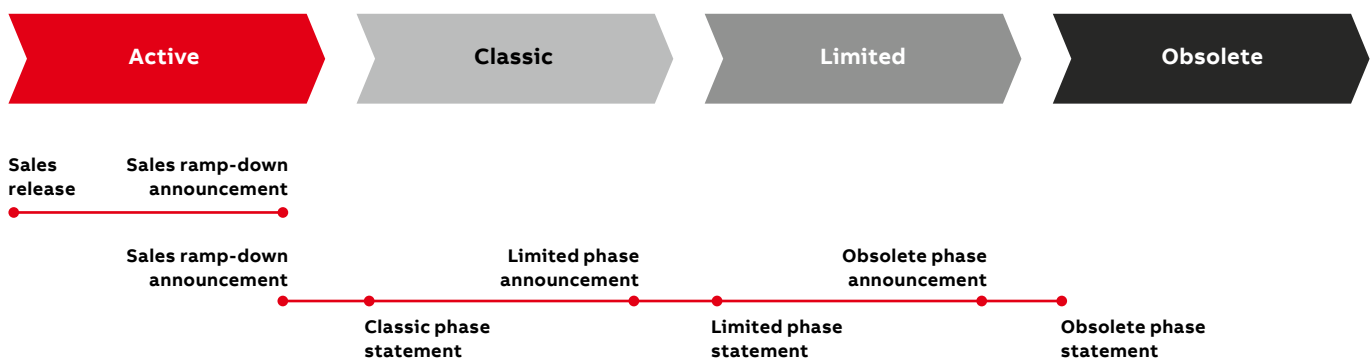 Active
Classic
Limited
Obsolete
Sales
release
Sales ramp-down
announcement
Sales ramp-down
announcement
Limited phase
announcement
Obsolete phase
announcement
Classic phase
statement
Limited phase
statement
Obsolete phase
statement